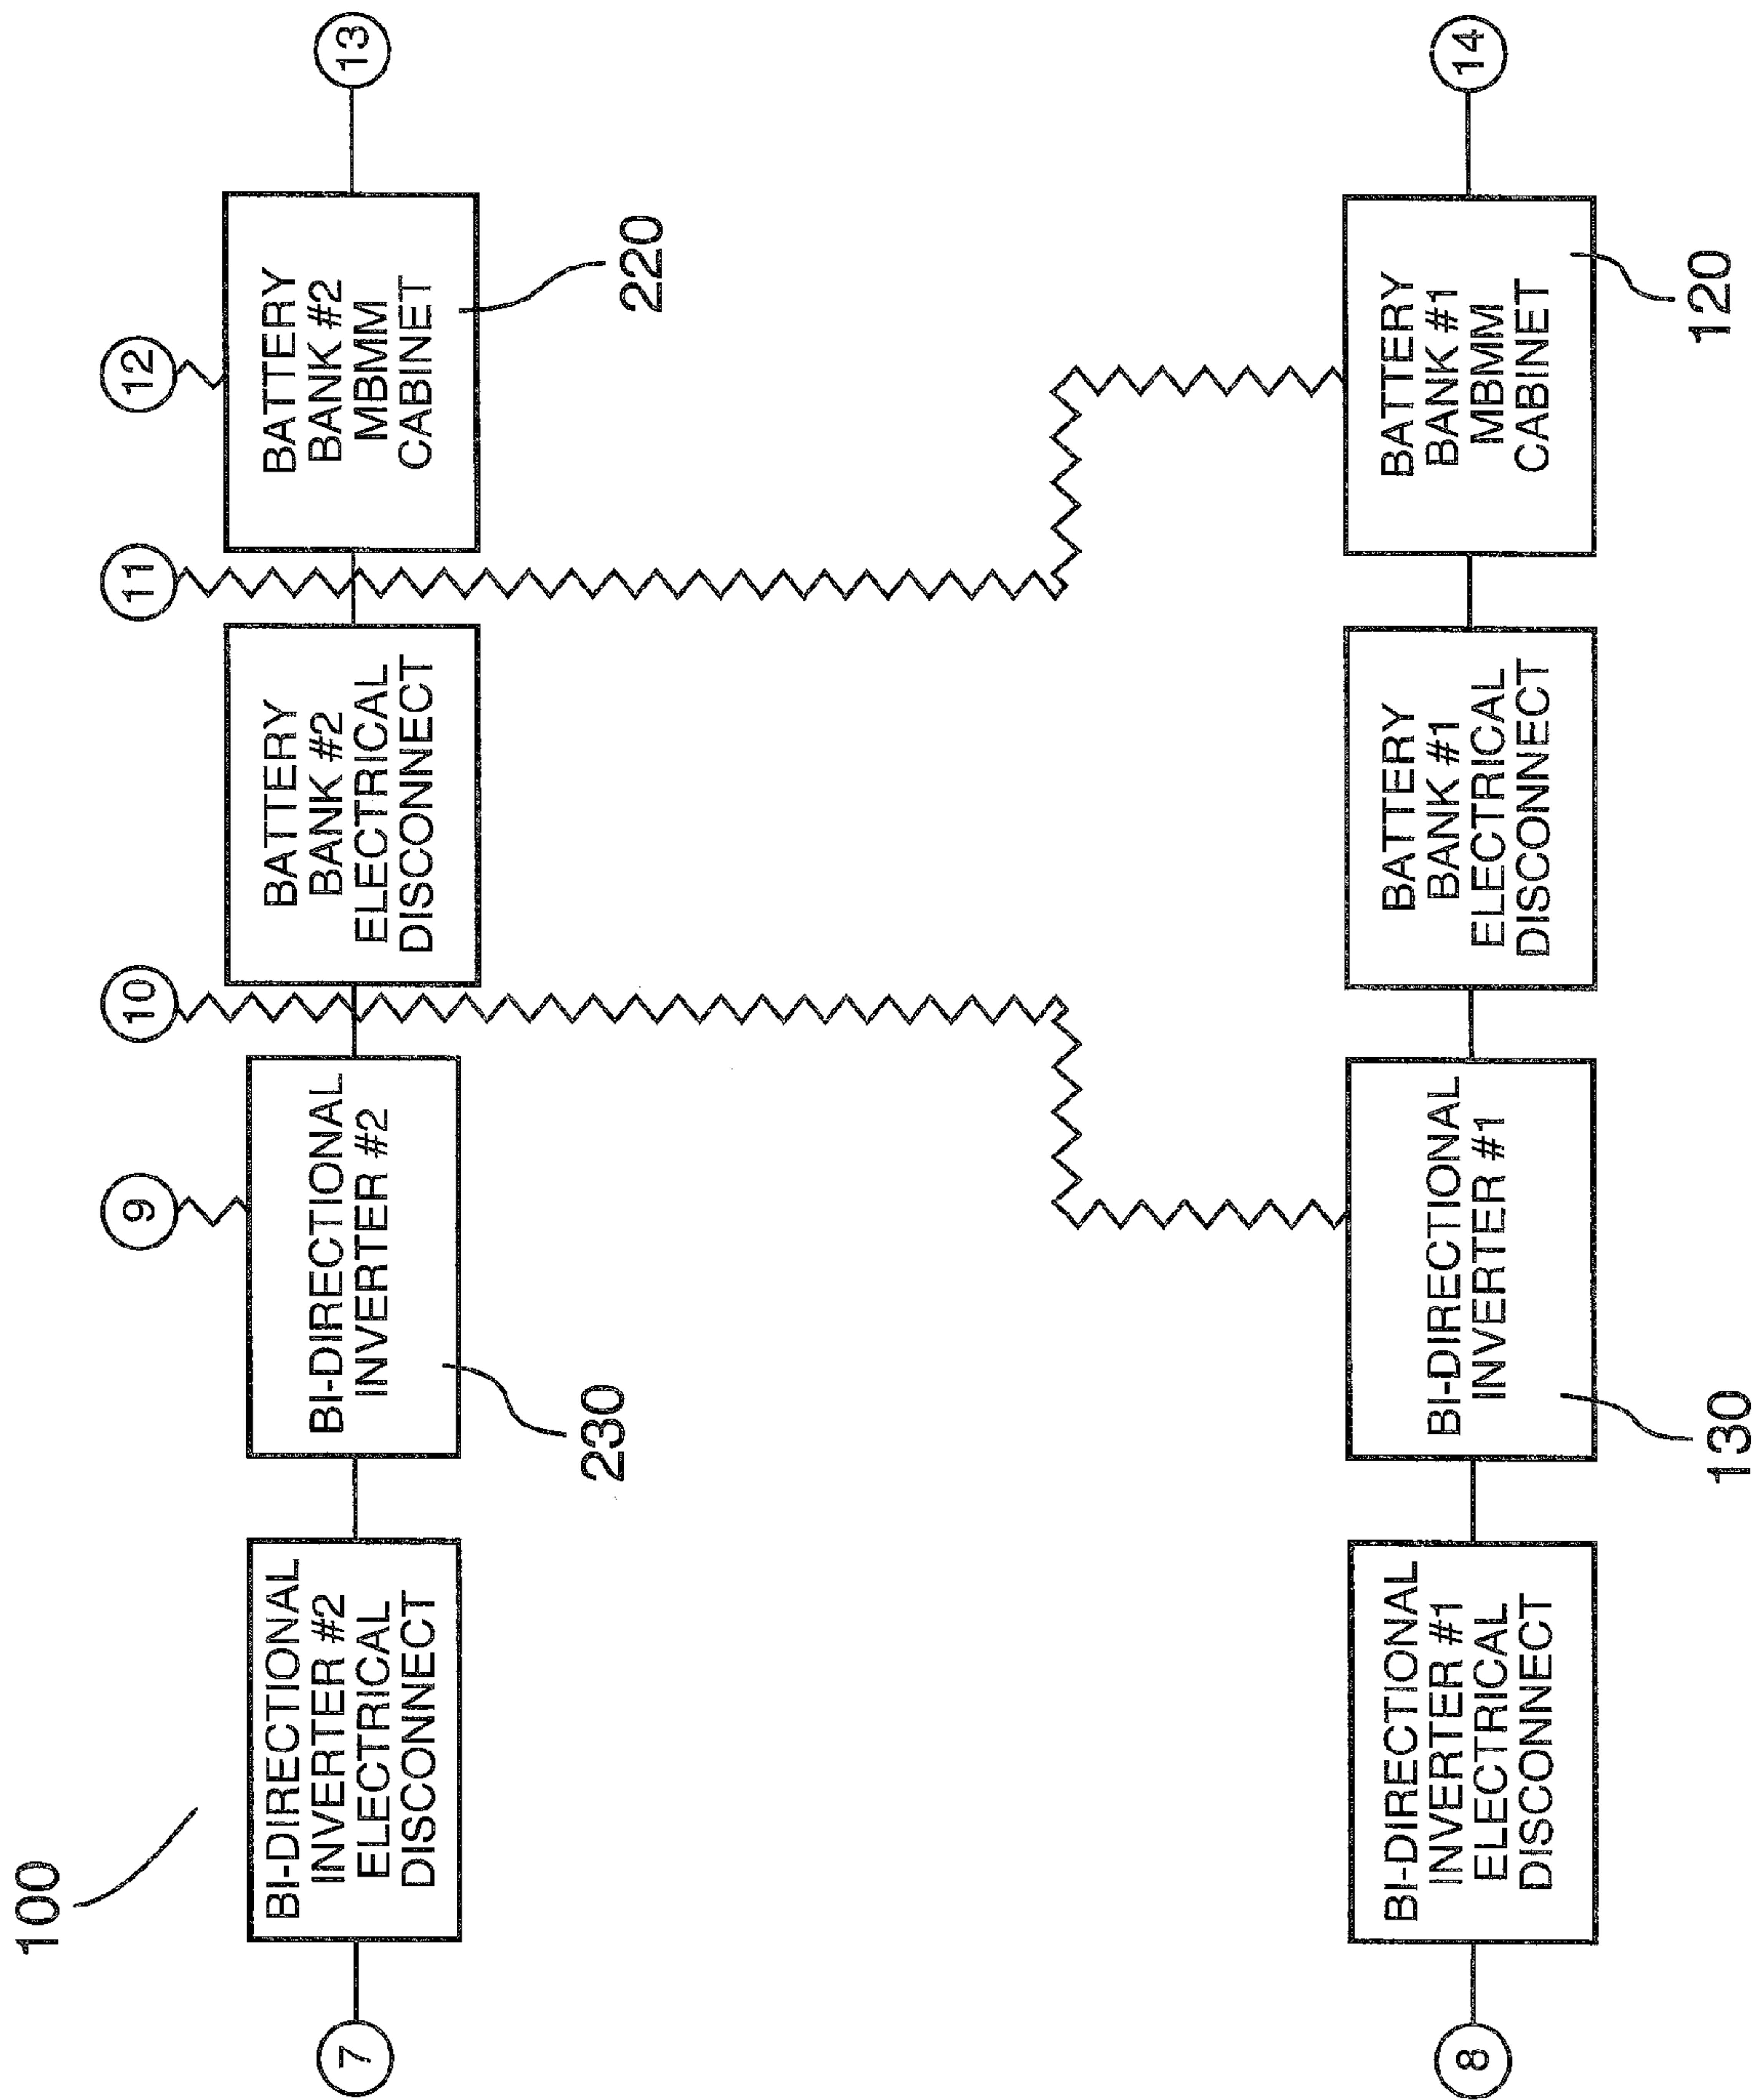 100
7
BI-DIRECTIONAL
INVERTER #2
ELECTRICAL
DISCONNECT
9
BI-DIRECTIONAL
INVERTER #2
230
10
BATTERY
BANK #2
ELECTRICAL
DISCONNECT
11
12
BATTERY
BANK #2
MBMM
CABINET
220
13
8
BI-DIRECTIONAL
INVERTER #1
ELECTRICAL
DISCONNECT
BI-DIRECTIONAL
INVERTER #1
130
BATTERY
BANK #1
ELECTRICAL
DISCONNECT
BATTERY
BANK #1
MBMM
CABINET
120
14